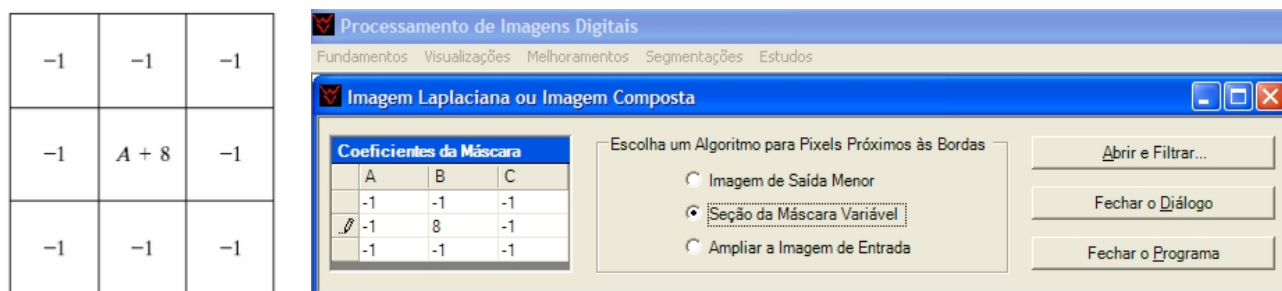 −1 −1 −1
−1 A + 8 −1
−1 −1 −1
Processamento de Imagens Digitais
Fundamentos Visualizações Melhoramentos Segmentações Estudos
Imagem Laplaciana ou Imagem Composta
Coeficientes da Máscara
A B C
-1 -1 -1
-1 8 -1
-1 -1 -1
Escolha um Algoritmo para Pixels Próximos às Bordas
Imagem de Saída Menor
Seção da Máscara Variável
Ampliar a Imagem de Entrada
Abrir e Filtrar...
Fechar o Diálogo
Fechar o Programa